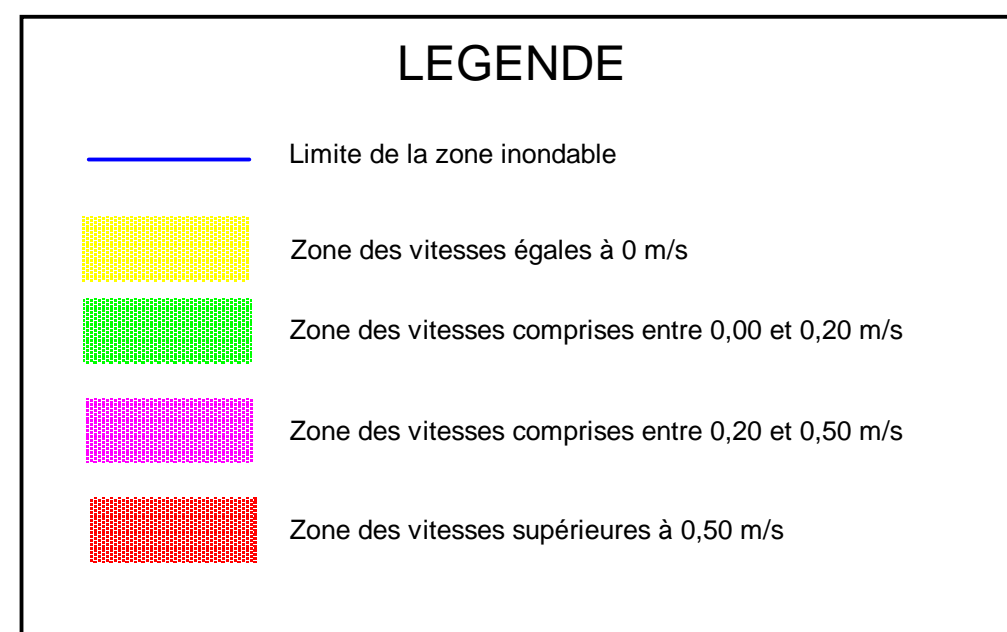 LEGENDE
Limite de la zone inondable
Zone des vitesses égales à 0 m/s
Zone des vitesses comprises entre 0,00 et 0,20 m/s
Zone des vitesses comprises entre 0,20 et 0,50 m/s
Zone des vitesses supérieures à 0,50 m/s